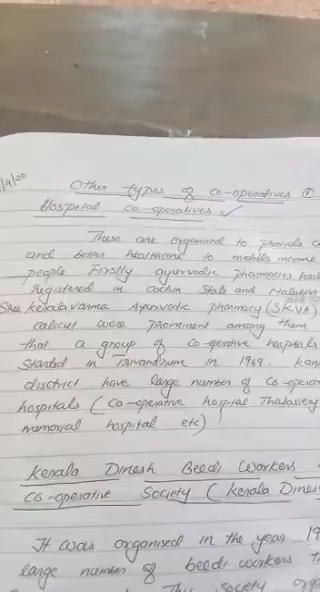 /4/20
Other types of co-operatives
Hospital co-operatives ✓
These are organised to provide
and better healthcare to middle income
people Firstly ayurvedic pharmacies had
Registered in Cochin State and Malabar
Sree Keralavarma Ayurvedic pharmacy (SKVA)
calicut were prominent among them
that a group of co-operative hospitals
Started in Trivandrum in 1969.
district have large number of co-
hospitals (co-operative hospital Thalassery
memorial hospital etc)
Kerala Dinesh Beedi Workers
co-operative Society (Kerala Dinesh
It was organised in the year 19
large number of beedi workers
society